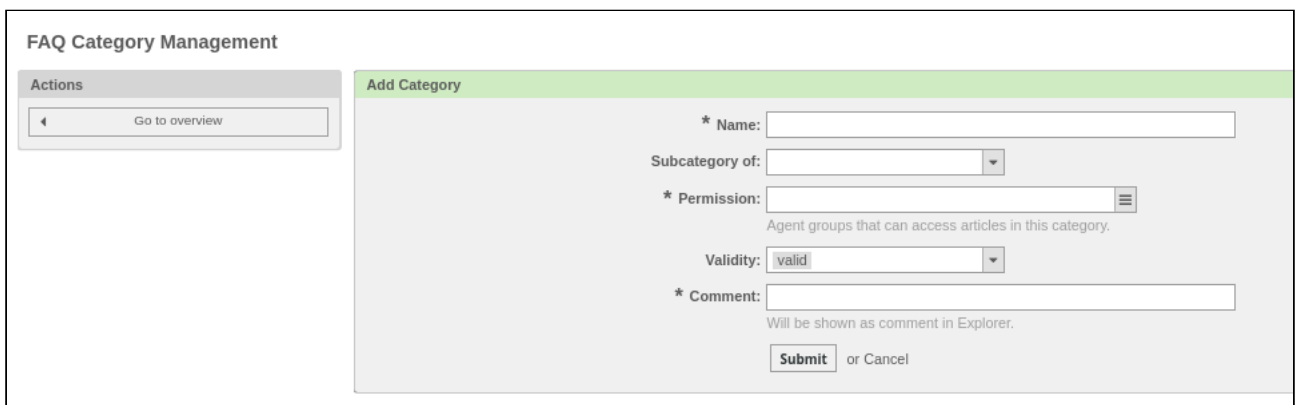 FAQ Category Management
Actions
Go to overview
Add Category
* Name:
Subcategory of:
* Permission:
Agent groups that can access articles in this category.
Validity: valid
* Comment:
Will be shown as comment in Explorer.
Submit or Cancel